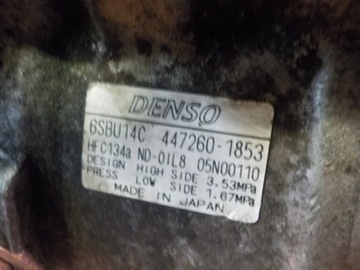 DENSO
6SBU14C 447260-1853
HFC134a ND-OIL8 05N00110
DESIGN HIGH SIDE 3.53MPa
PRESS LOW SIDE 1.67MPa
MADE IN JAPAN